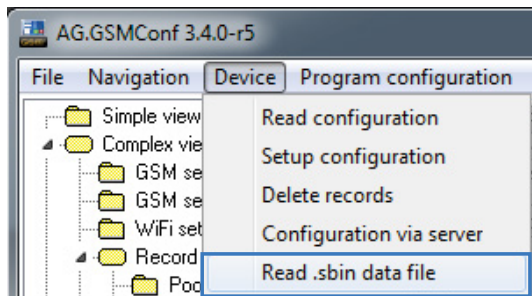 AG.GSMConf 3.4.0-r5
File Navigation Device Program configuration
Simple view
Complex vie
GSM se
GSM se
WiFi set
Record
Read configuration
Setup configuration
Delete records
Configuration via server
Read .sbin data file